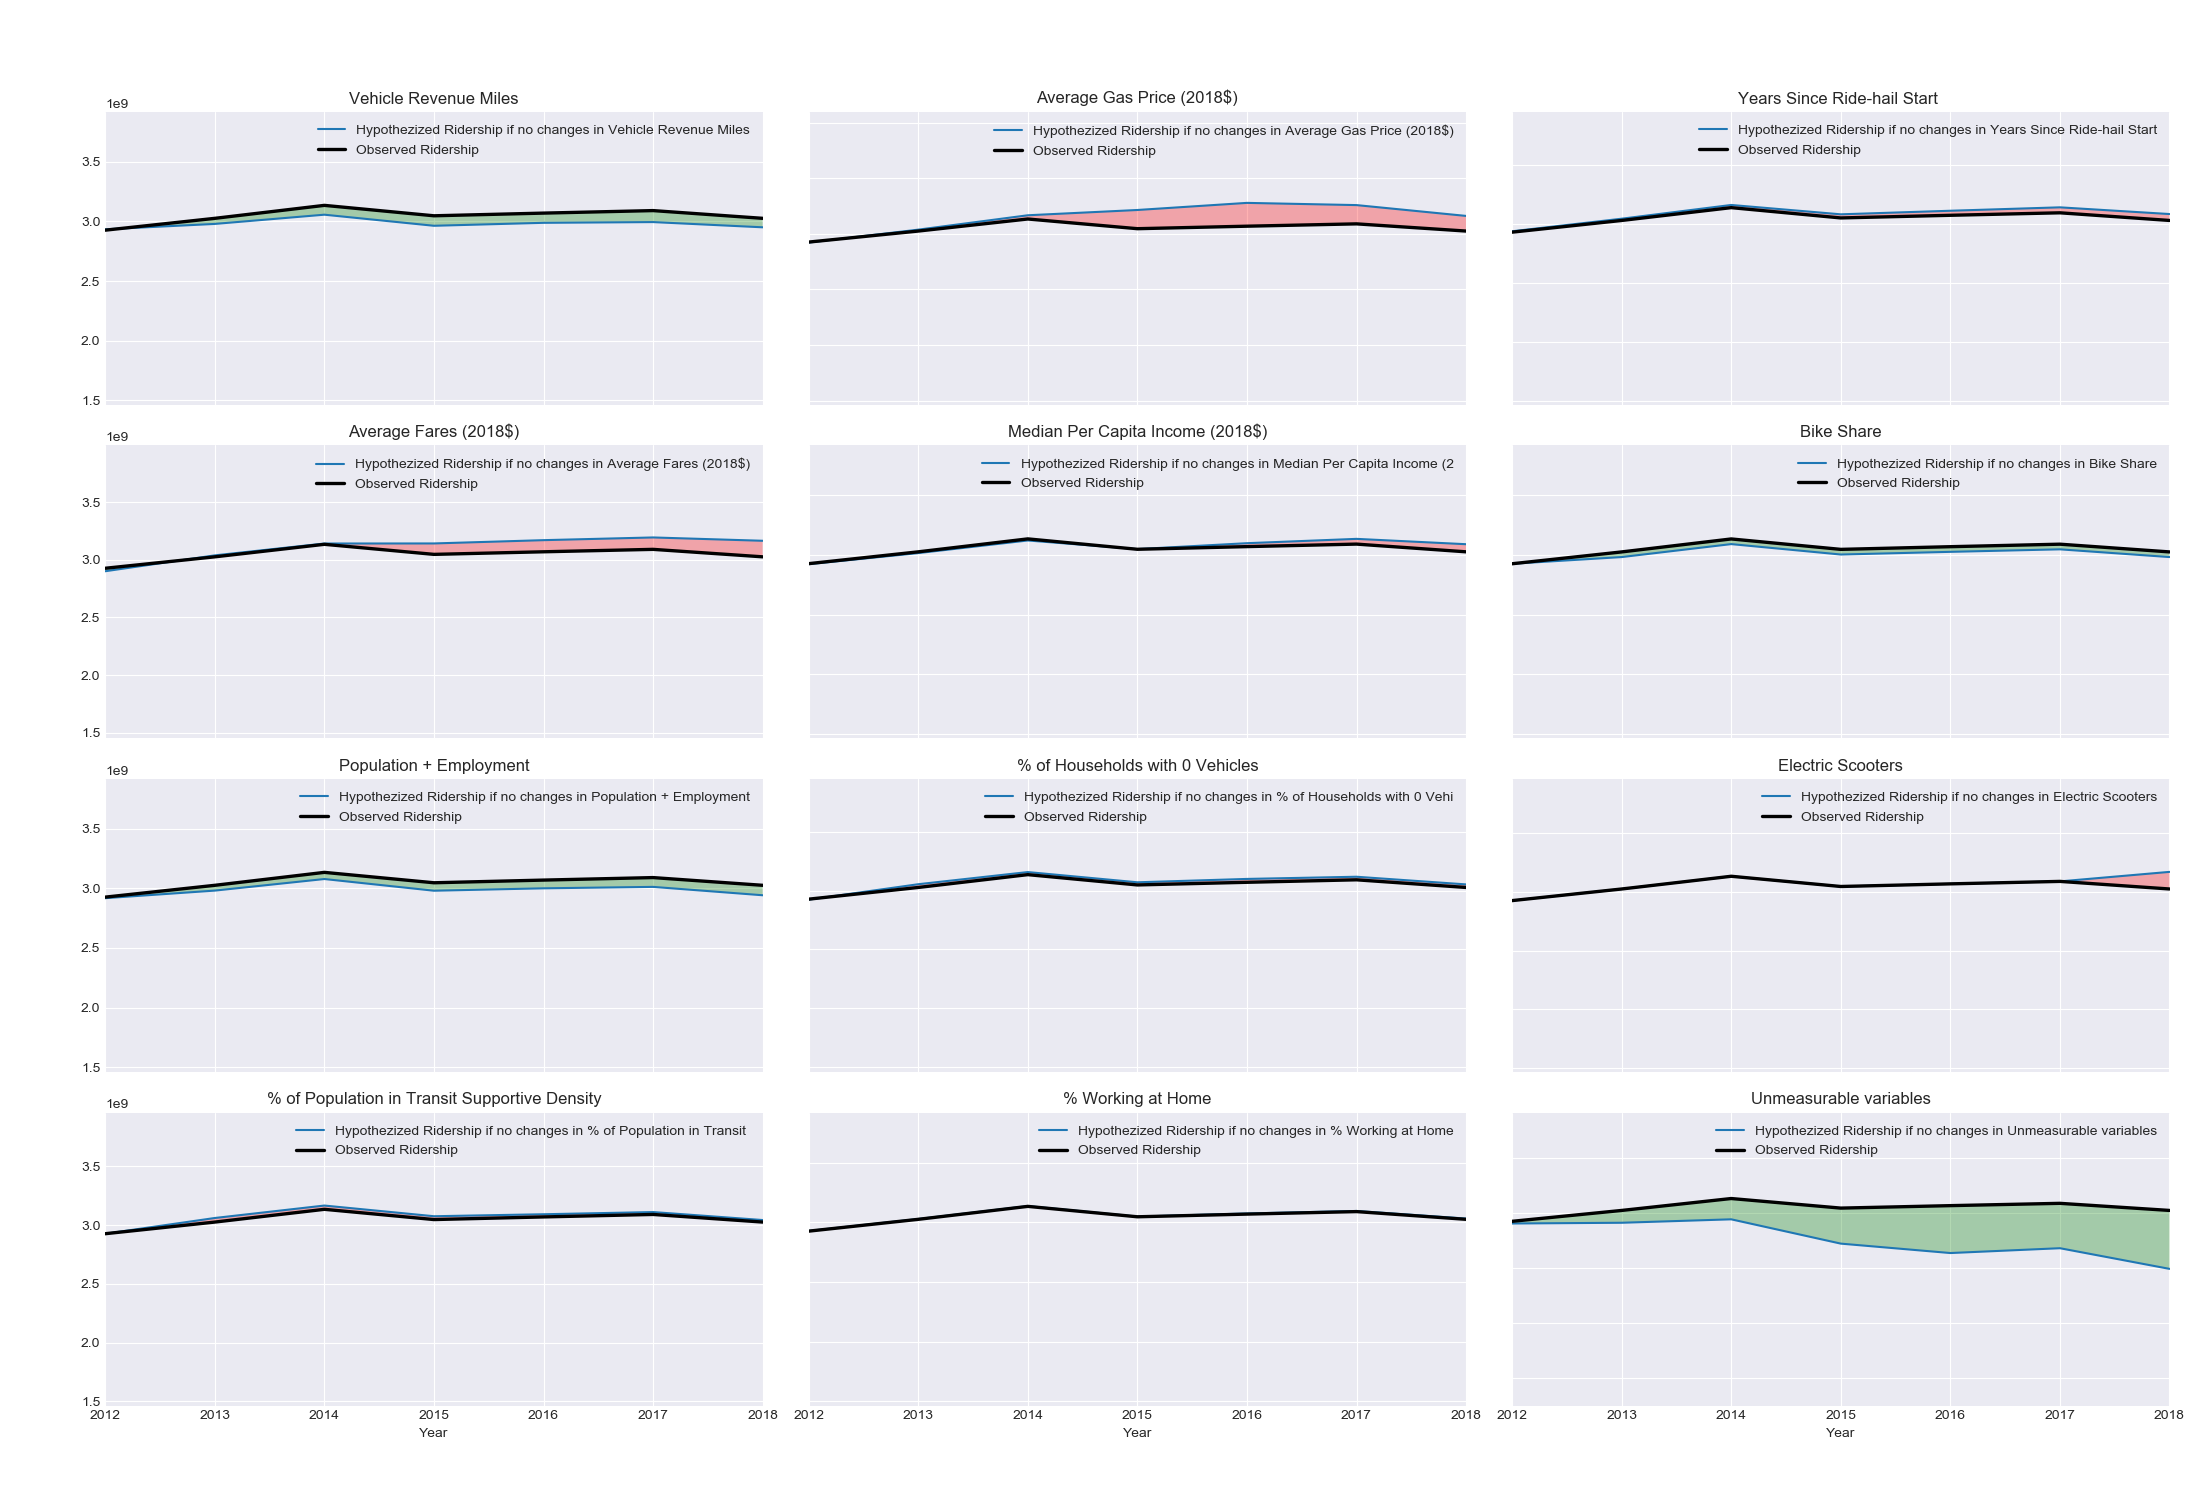 Vehicle Revenue Miles
1e9
Hypothezized Ridership if no changes in Vehicle Revenue Miles
Observed Ridership
3.5
3.0
2.5
2.0
1.5
Average Gas Price (2018$)
Hypothezized Ridership if no changes in Average Gas Price (2018$)
Observed Ridership
Years Since Ride-hail Start
Hypothezized Ridership if no changes in Years Since Ride-hail Start
Observed Ridership
Average Fares (2018$)
1e9
Hypothezized Ridership if no changes in Average Fares (2018$)
Observed Ridership
3.5
3.0
2.5
2.0
1.5
Median Per Capita Income (2018$)
Hypothezized Ridership if no changes in Median Per Capita Income (2
Observed Ridership
Bike Share
Hypothezized Ridership if no changes in Bike Share
Observed Ridership
Population + Employment
1e9
Hypothezized Ridership if no changes in Population + Employment
Observed Ridership
3.5
3.0
2.5
2.0
1.5
% of Households with 0 Vehicles
Hypothezized Ridership if no changes in % of Households with 0 Vehi
Observed Ridership
Electric Scooters
Hypothezized Ridership if no changes in Electric Scooters
Observed Ridership
% of Population in Transit Supportive Density
1e9
Hypothezized Ridership if no changes in % of Population in Transit
Observed Ridership
3.5
3.0
2.5
2.0
1.5
2012 2013 2014 2015 2016 2017 2018
Year
% Working at Home
Hypothezized Ridership if no changes in % Working at Home
Observed Ridership
2012 2013 2014 2015 2016 2017 2018
Year
Unmeasurable variables
Hypothezized Ridership if no changes in Unmeasurable variables
Observed Ridership
2012 2013 2014 2015 2016 2017 2018
Year